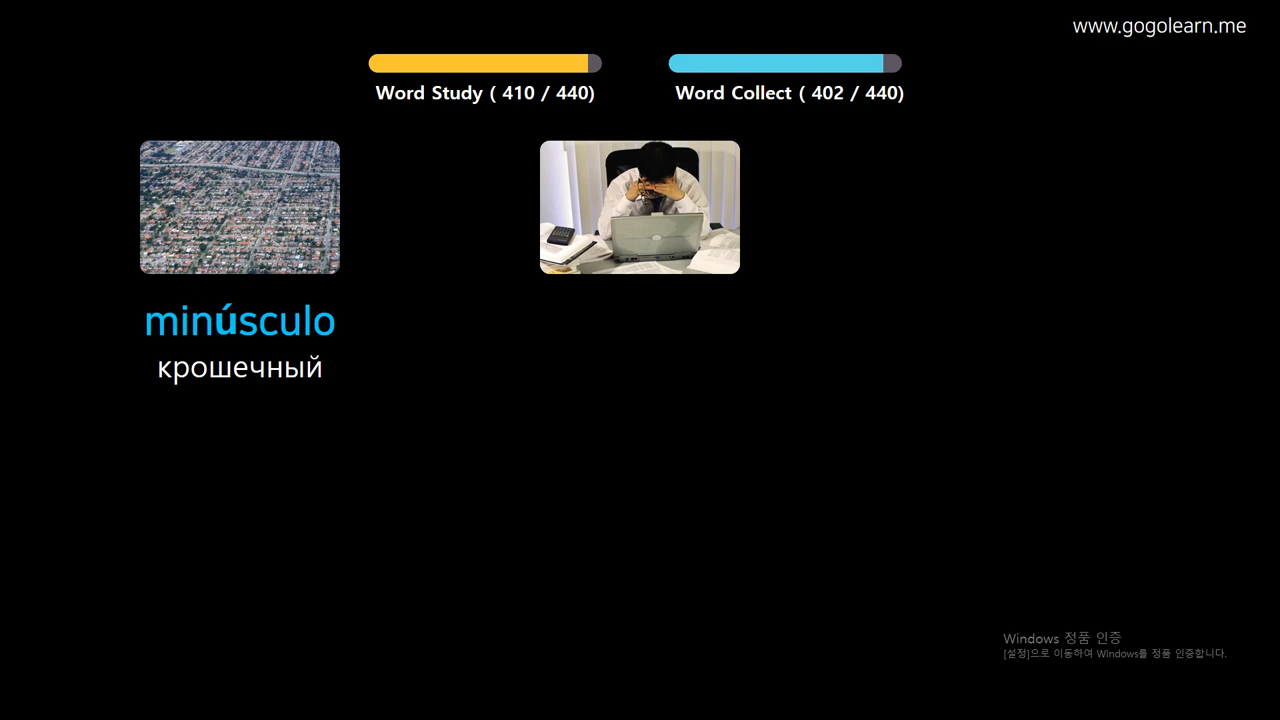 www.gogolearn.me
Word Study ( 410 / 440)
Word Collect ( 402 / 440)
minúsculo
крошечный
Windows 정품 인증
[설정]으로 이동하여 Windows를 정품 인증합니다.